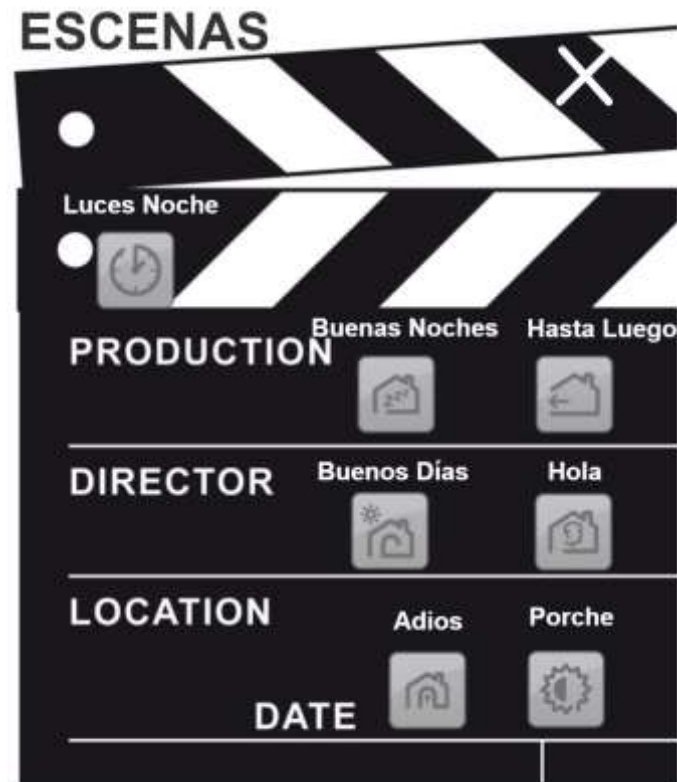 ESCENAS
Luces Noche
Buenas Noches
Hasta Luego
PRODUCTION
Buenos Días
Hola
DIRECTOR
LOCATION
Adios
Porche
DATE